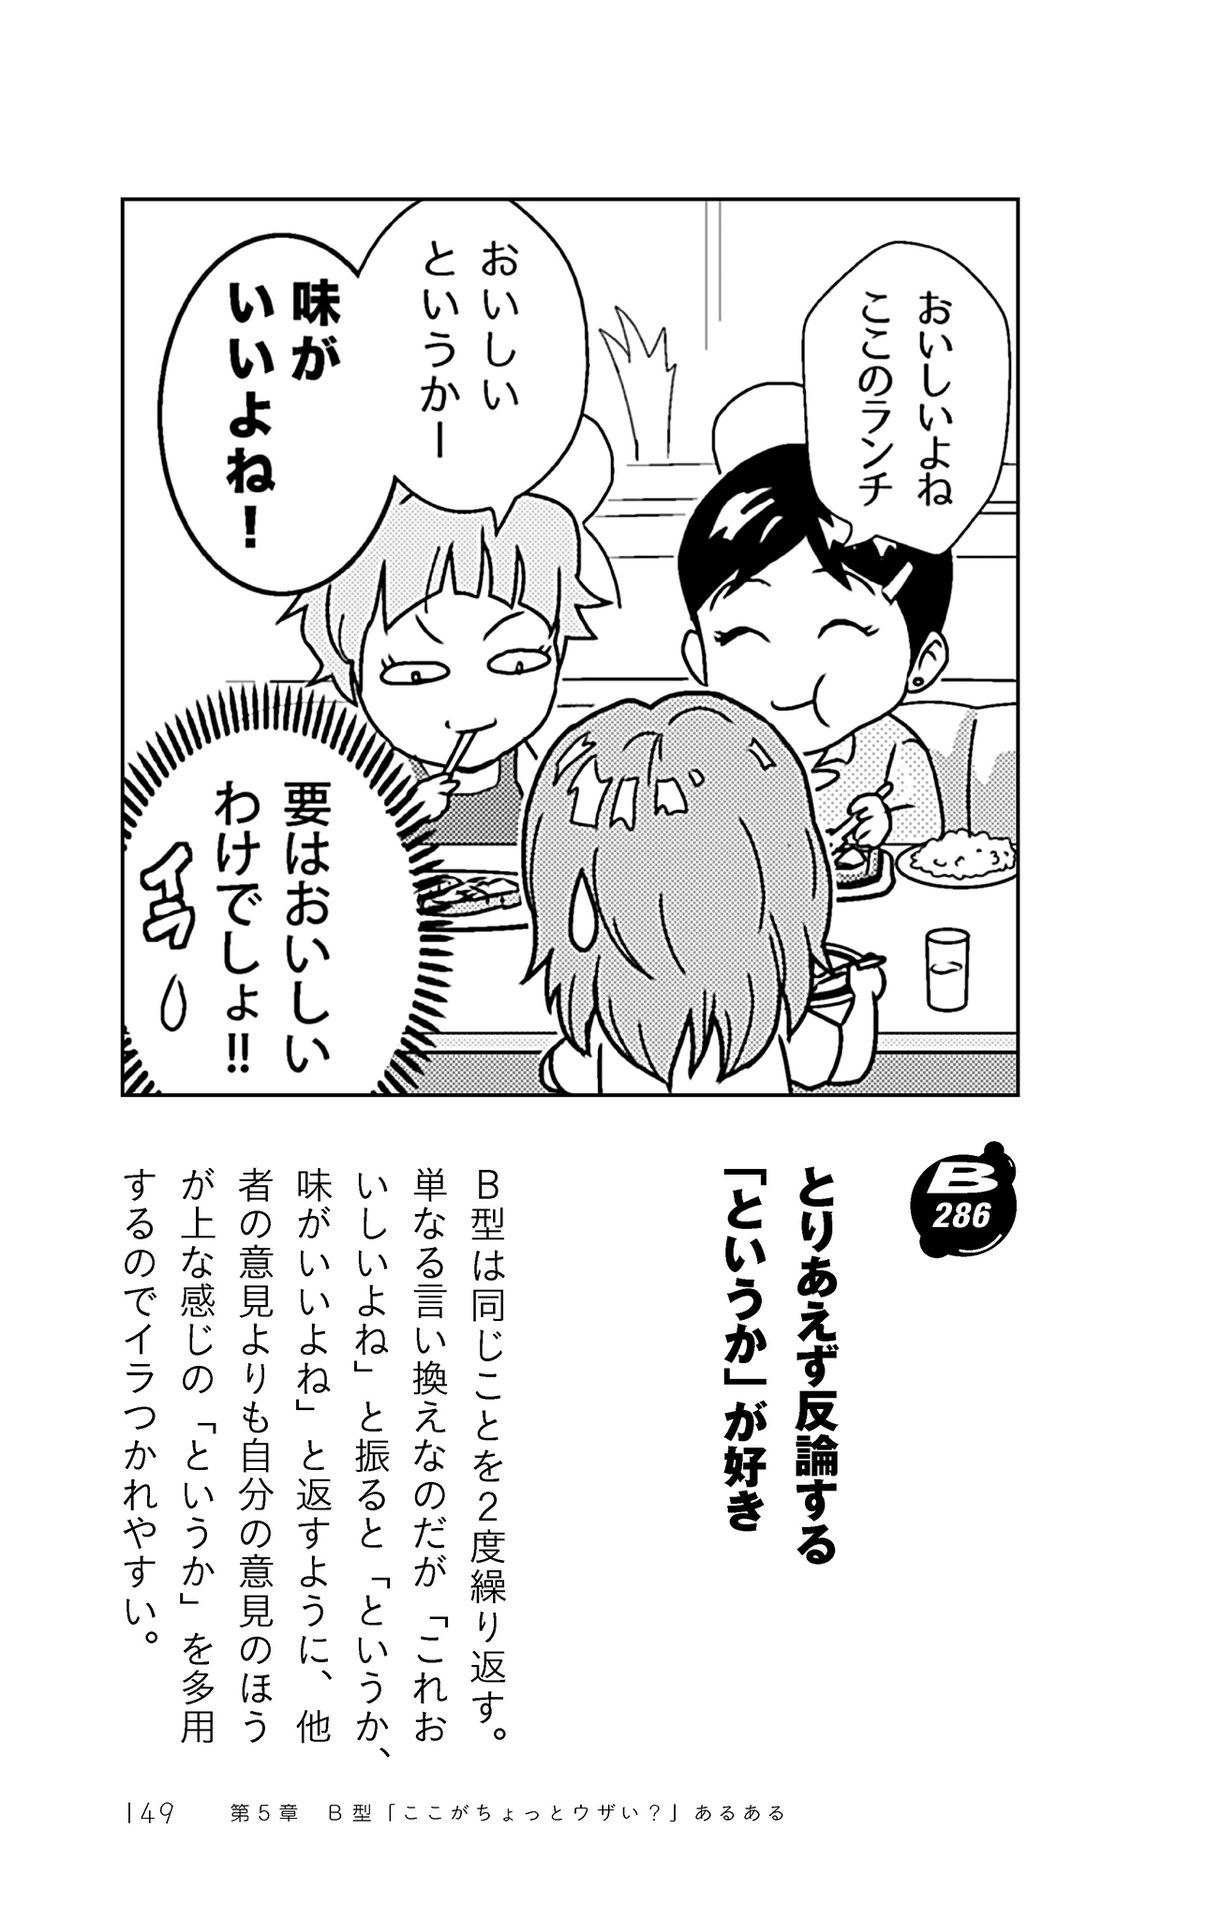 おいしいよね
ここのランチ
おいしい
というかー
味が
いいよね！
要はおいしい
わけでしょ!!
イラ
B
286
とりあえず反論する
「というか」が好き
Ｂ型は同じことを２度繰り返す。
単なる言い換えなのだが「これお
いしいよね」と振ると「というか、
味がいいよね」と返すように、他
者の意見よりも自分の意見のほう
が上な感じの「というか」を多用
するのでイラつかれやすい。
149　第５章　Ｂ型「ここがちょっとウザい？」あるある